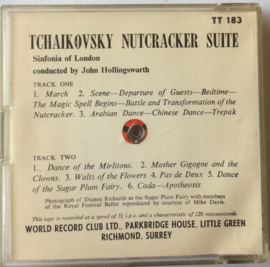 TT 183
TCHAIKOVSKY NUTCRACKER SUITE
Sinfonia of London
conducted by John Hollingsworth
TRACK ONE
1. March 2. Scene—Departure of Guests—Bedtime—
The Magic Spell Begins—Battle and Transformation of the
Nutcracker. 3. Arabian Dance—Chinese Dance—Trepak
TRACK TWO
1. Dance of the Mirlitons. 2. Mother Gigogne and the
Clowns. 3. Waltz of the Flowers 4. Pas de Deux 5. Dance
of the Sugar Plum Fairy. 6. Coda—Apotheosis
Photograph of Dianne Richards as the Sugar Plum Fairy with members
of the Royal Festival Ballet reproduced by courtesy of Mike Davis.
This tape is recorded at a speed of 3¾ i.p.s. and a characteristic of 120 microseconds.
WORLD RECORD CLUB LTD., PARKBRIDGE HOUSE, LITTLE GREEN
RICHMOND, SURREY